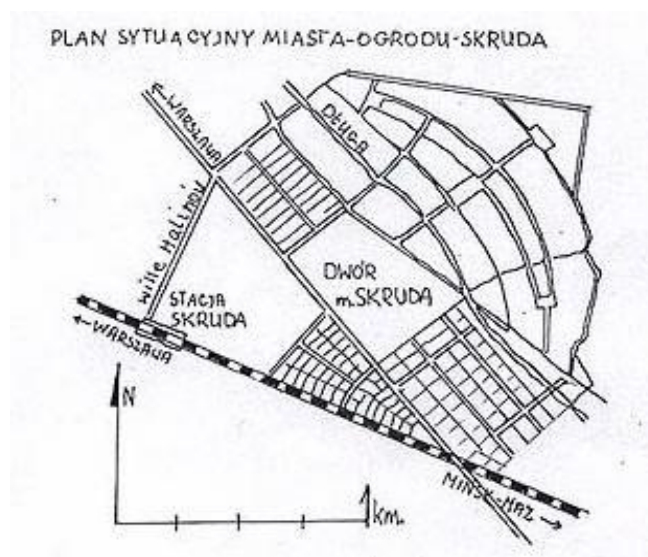 PLAN SYTUACYJNY MIASTA-OGRODU-SKRUDA
←WARSZAWA
DŁUGA
wille Halinów
DWÓR
m.SKRUDA
STACJA
SKRUDA
←WARSZAWA
N
MIŃSK-MAZ →
1 km.